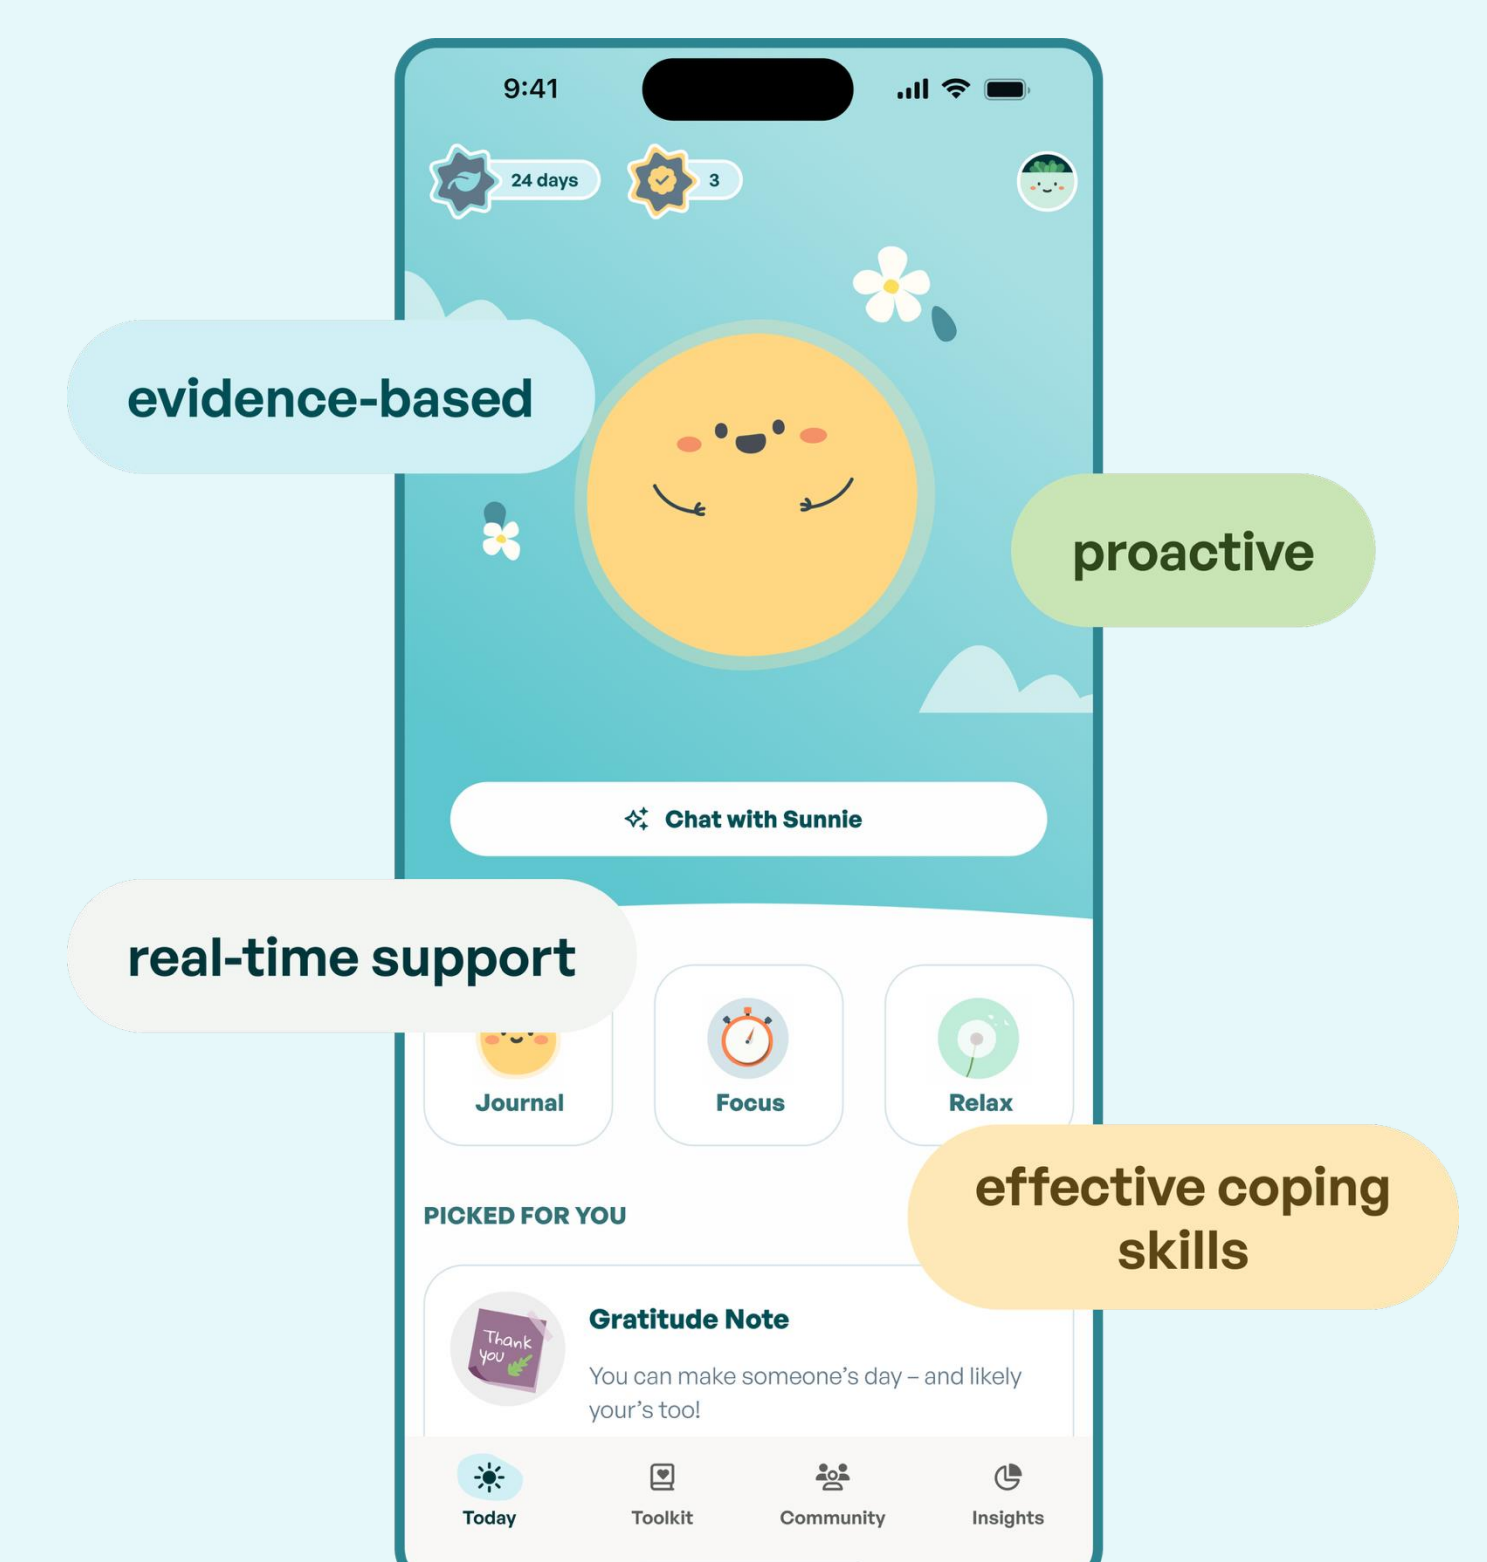 9:41
24 days
3
evidence-based
proactive
Chat with Sunnie
real-time support
Journal
Focus
Relax
effective coping
skills
PICKED FOR YOU
Gratitude Note
Thank
you
You can make someone’s day – and likely
your’s too!
Today
Toolkit
Community
Insights